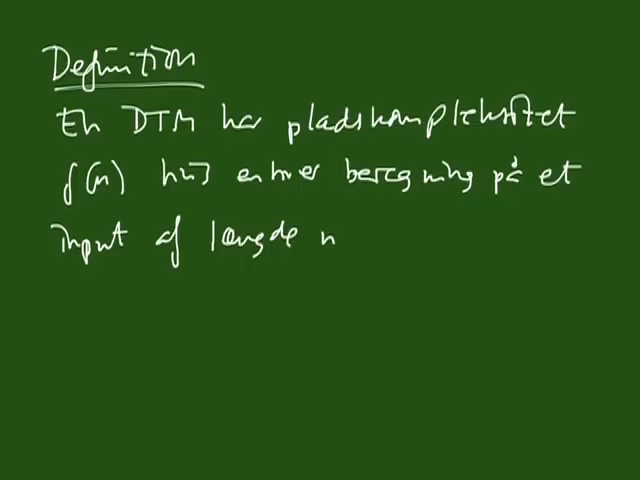 Definition
En DTM har pladskompleksitet
f(n) hvis enhver beregning på et
input af længde n